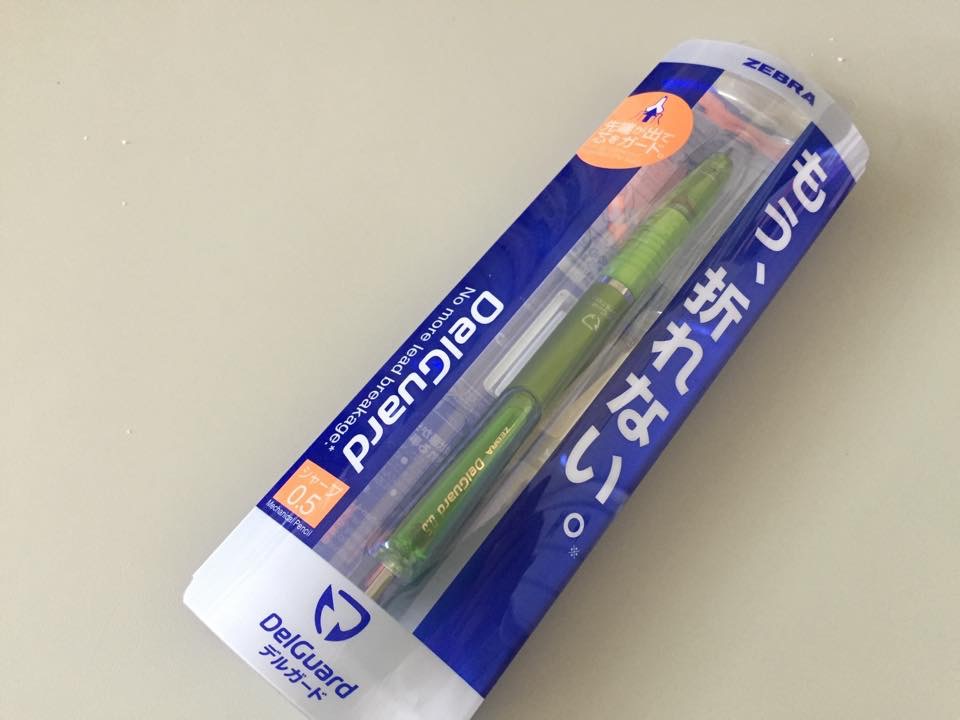 ZEBRA
先端が出て
芯をガード
もう、折れない。※
DelGuard
No more lead breakage.*
シャープ
0.5
Mechanical Pencil
ZEBRA DelGuard 0.5
DelGuard
デルガード